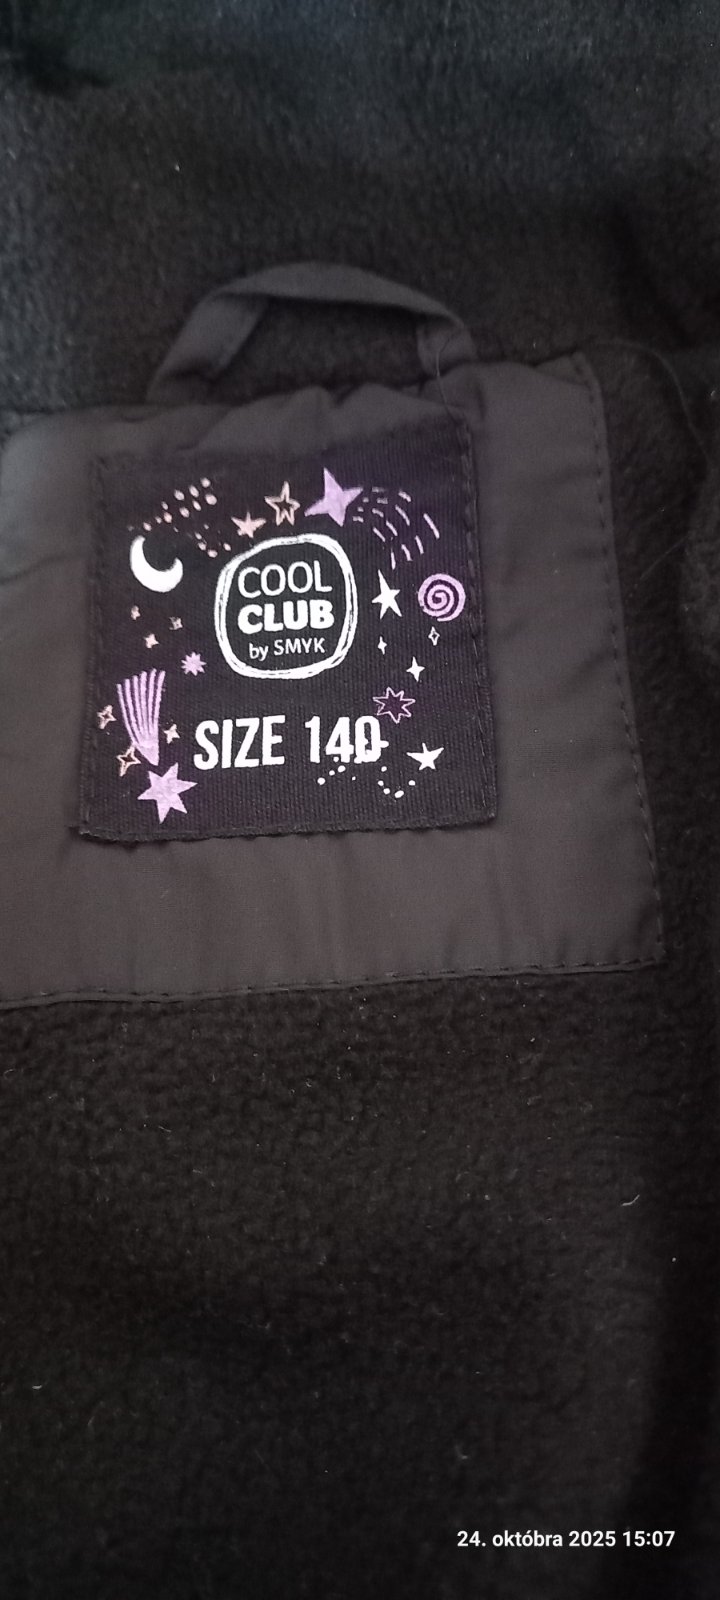 COOL
CLUB
by SMYK
SIZE 140
24. októbra 2025 15:07